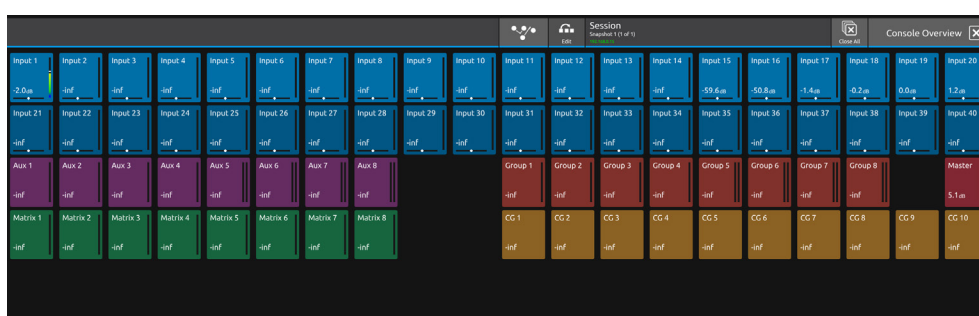 Session
Snapshot 1 (1 of 1)
Edit
Close All
Console Overview
Input 1 Input 2 Input 3 Input 4 Input 5 Input 6 Input 7 Input 8 Input 9 Input 10 Input 11 Input 12 Input 13 Input 14 Input 15 Input 16 Input 17 Input 18 Input 19 Input 20
-2.0dB -inf -inf -inf -inf -inf -inf -inf -inf -inf -inf -inf -inf -inf -59.6dB -50.8dB -1.4dB -0.2dB 0.0dB 1.2dB
Input 21 Input 22 Input 23 Input 24 Input 25 Input 26 Input 27 Input 28 Input 29 Input 30 Input 31 Input 32 Input 33 Input 34 Input 35 Input 36 Input 37 Input 38 Input 39 Input 40
-inf -inf -inf -inf -inf -inf -inf -inf -inf -inf -inf -inf -inf -inf -inf -inf -inf -inf -inf -inf
Aux 1 Aux 2 Aux 3 Aux 4 Aux 5 Aux 6 Aux 7 Aux 8 Group 1 Group 2 Group 3 Group 4 Group 5 Group 6 Group 7 Group 8 Master
-inf -inf -inf -inf -inf -inf -inf -inf -inf -inf -inf -inf -inf -inf -inf -inf 5.1dB
Matrix 1 Matrix 2 Matrix 3 Matrix 4 Matrix 5 Matrix 6 Matrix 7 Matrix 8 CG 1 CG 2 CG 3 CG 4 CG 5 CG 6 CG 7 CG 8 CG 9 CG 10
-inf -inf -inf -inf -inf -inf -inf -inf -inf -inf -inf -inf -inf -inf -inf -inf -inf -inf